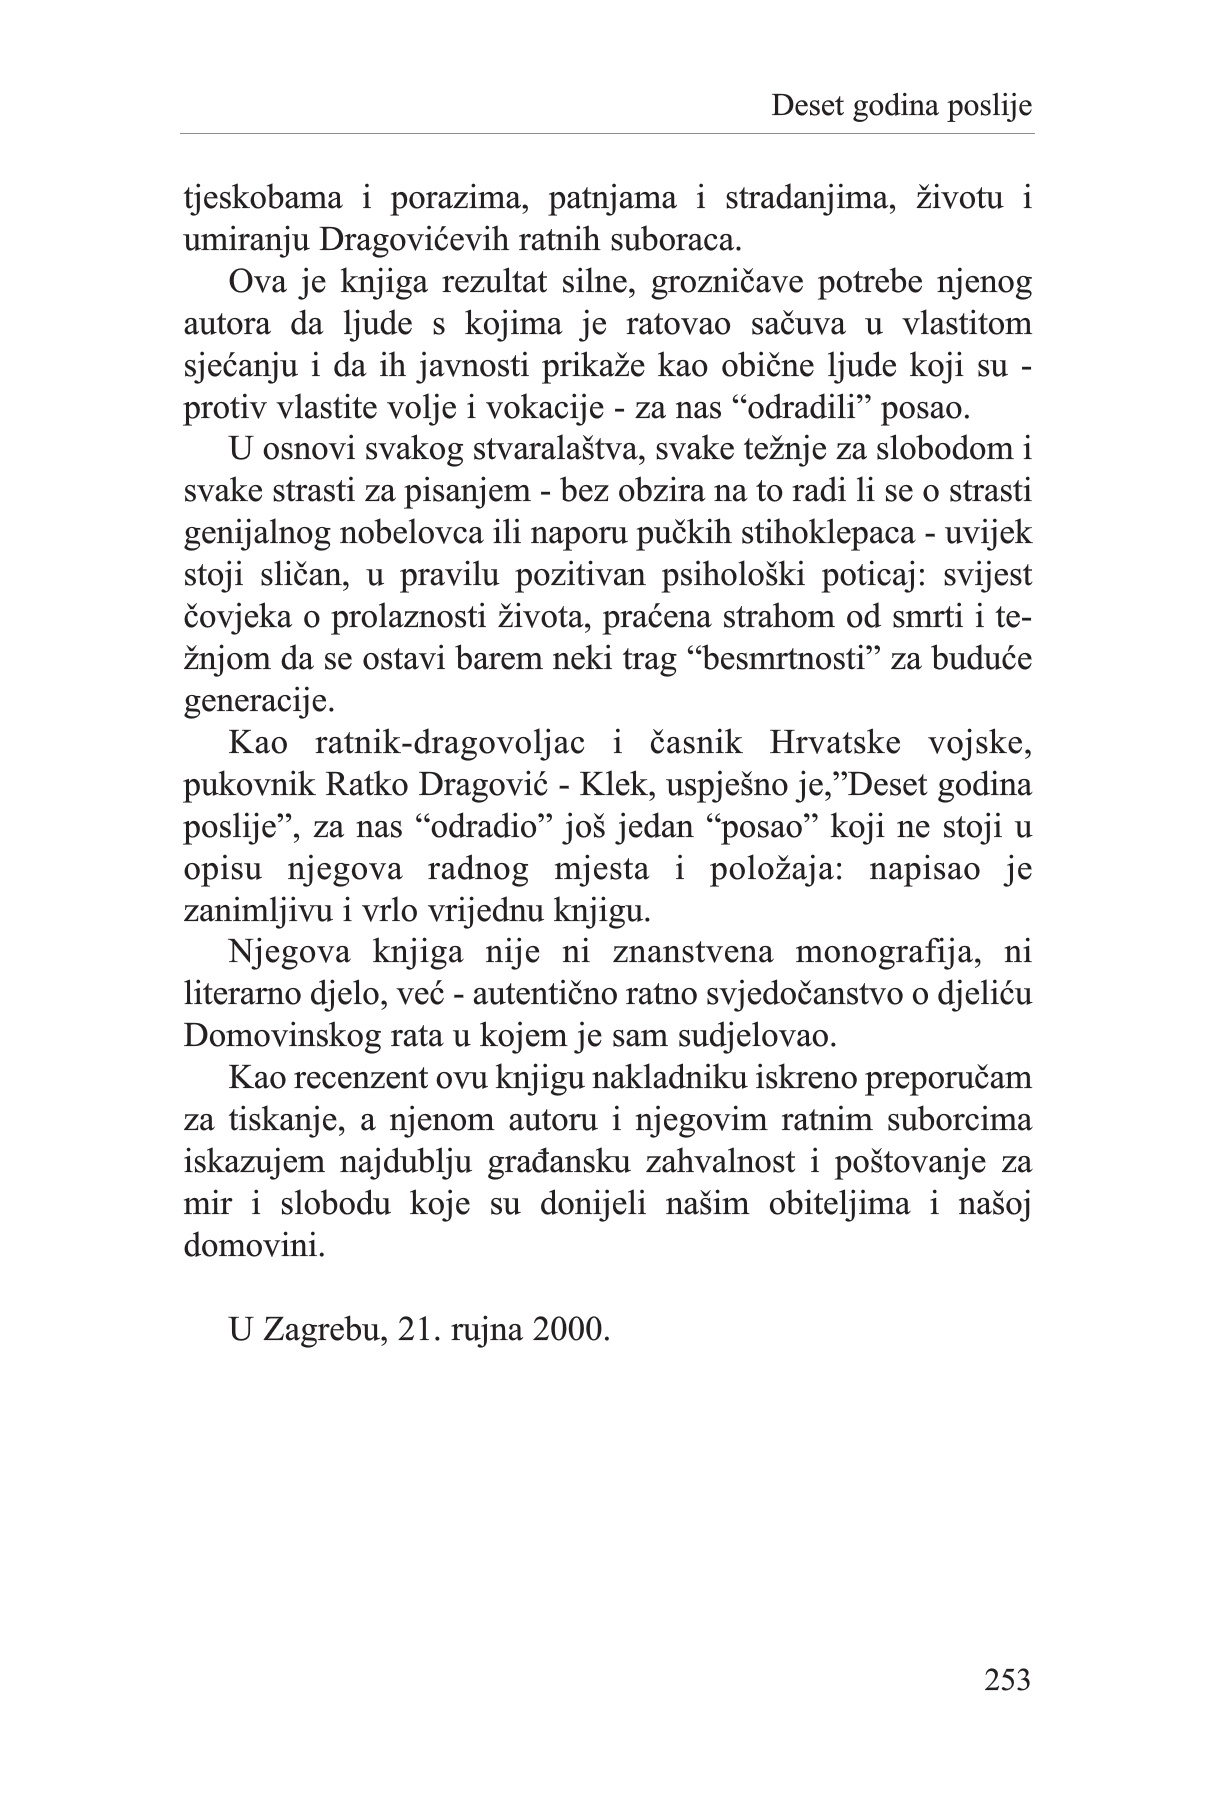 Deset godina poslije
tjeskobama i porazima, patnjama i stradanjima, životu i
umiranju Dragovićevih ratnih suboraca.
Ova je knjiga rezultat silne, grozničave potrebe njenog
autora da ljude s kojima je ratovao sačuva u vlastitom
sjećanju i da ih javnosti prikaže kao obične ljude koji su -
protiv vlastite volje i vokacije - za nas “odradili” posao.
U osnovi svakog stvaralaštva, svake težnje za slobodom i
svake strasti za pisanjem - bez obzira na to radi li se o strasti
genijalnog nobelovca ili naporu pučkih stihoklepaca - uvijek
stoji sličan, u pravilu pozitivan psihološki poticaj: svijest
čovjeka o prolaznosti života, praćena strahom od smrti i te-
žnjom da se ostavi barem neki trag “besmrtnosti” za buduće
generacije.
Kao ratnik-dragovoljac i časnik Hrvatske vojske,
pukovnik Ratko Dragović - Klek, uspješno je,”Deset godina
poslije”, za nas “odradio” još jedan “posao” koji ne stoji u
opisu njegova radnog mjesta i položaja: napisao je
zanimljivu i vrlo vrijednu knjigu.
Njegova knjiga nije ni znanstvena monografija, ni
literarno djelo, već - autentično ratno svjedočanstvo o djeliću
Domovinskog rata u kojem je sam sudjelovao.
Kao recenzent ovu knjigu nakladniku iskreno preporučam
za tiskanje, a njenom autoru i njegovim ratnim suborcima
iskazujem najdublju građansku zahvalnost i poštovanje za
mir i slobodu koje su donijeli našim obiteljima i našoj
domovini.
U Zagrebu, 21. rujna 2000.
253